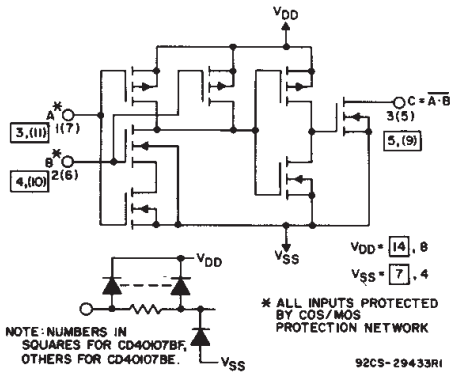 VDD
A*
1(7)
3,(11)
B*
2(6)
4,(10)
C = A·B
3(5)
5,(9)
VSS
VDD = 14, 8
VSS = 7, 4
* ALL INPUTS PROTECTED
BY COS/MOS
PROTECTION NETWORK
VDD
VSS
NOTE: NUMBERS IN
SQUARES FOR CD40107BF,
OTHERS FOR CD40107BE.
92CS-29433R1